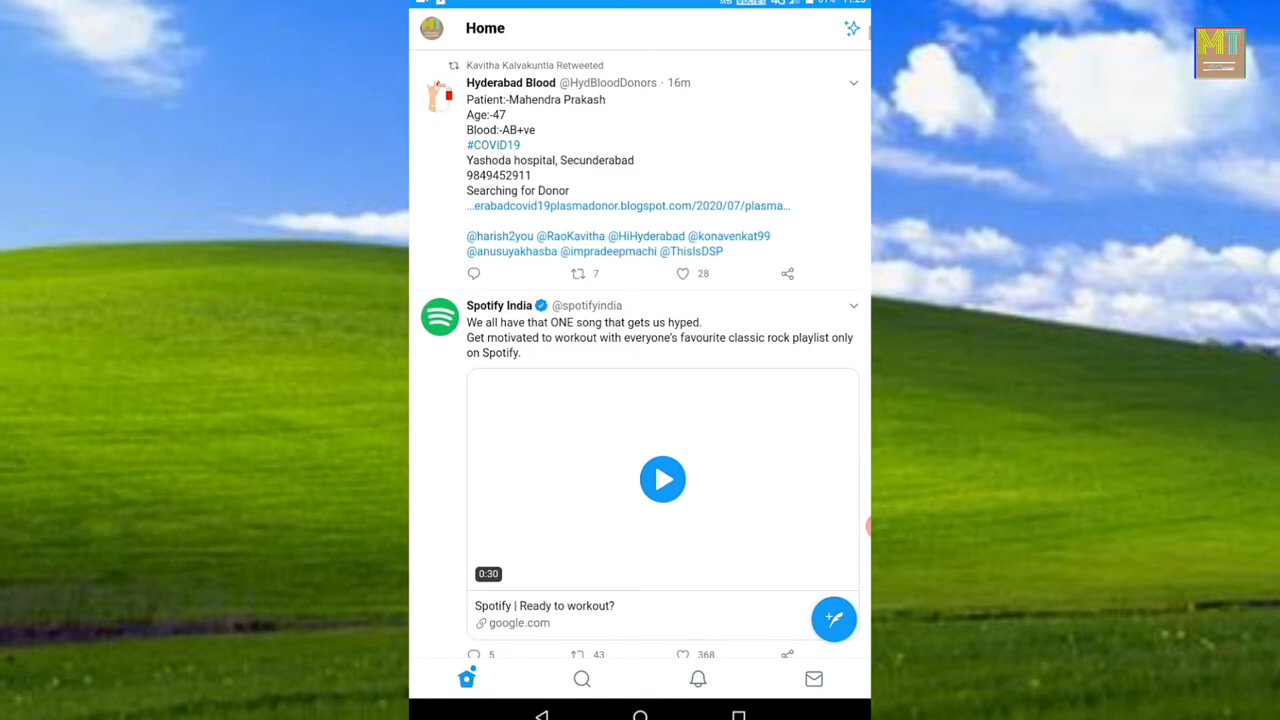 Home
MT
Kavitha Kalvakuntla Retweeted
Hyderabad Blood @HydBloodDonors · 16m
Patient:-Mahendra Prakash
Age:-47
Blood:-AB+ve
#COVID19
Yashoda hospital, Secunderabad
9849452911
Searching for Donor
...erabadcovid19plasmadonor.blogspot.com/2020/07/plasma...
@harish2you @RaoKavitha @HiHyderabad @konavenkat99
@anusuyakhasba @impradeepmachi @ThisIsDSP
7 28
Spotify India @spotifyindia
We all have that ONE song that gets us hyped.
Get motivated to workout with everyone's favourite classic rock playlist only
on Spotify.
0:30
Spotify | Ready to workout?
google.com
5 43 368